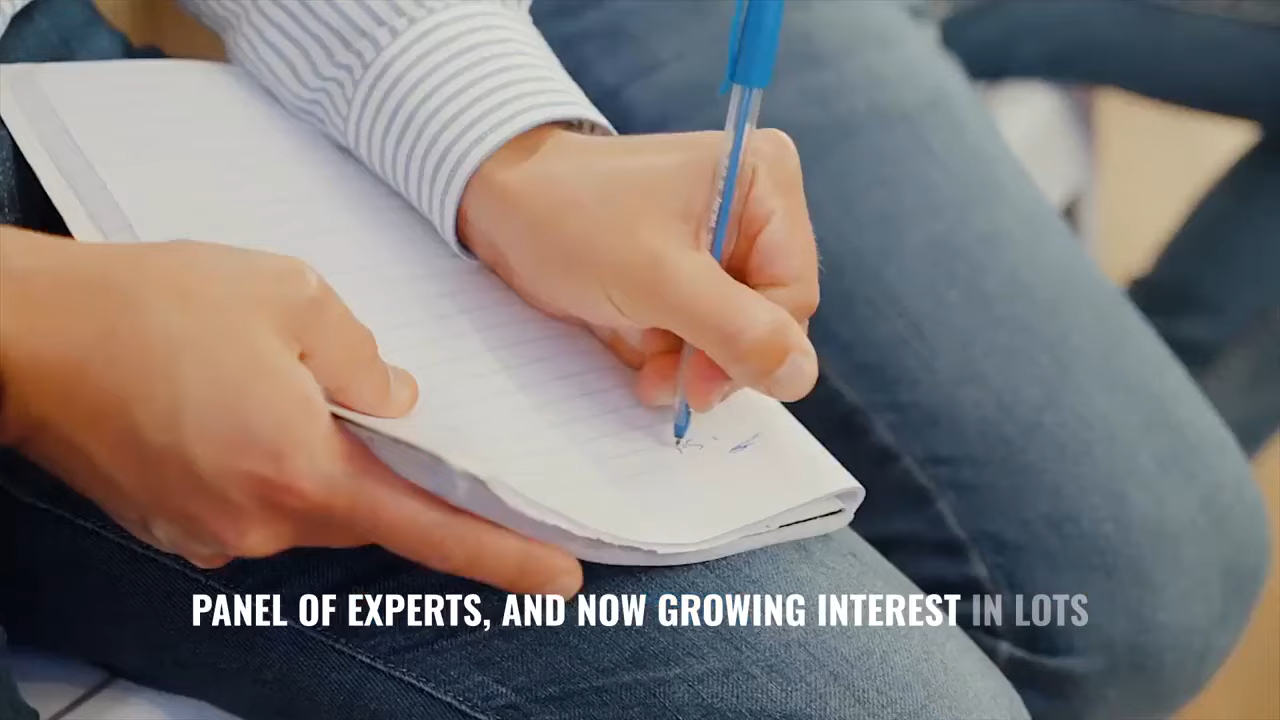 PANEL OF EXPERTS, AND NOW GROWING INTEREST IN LOTS